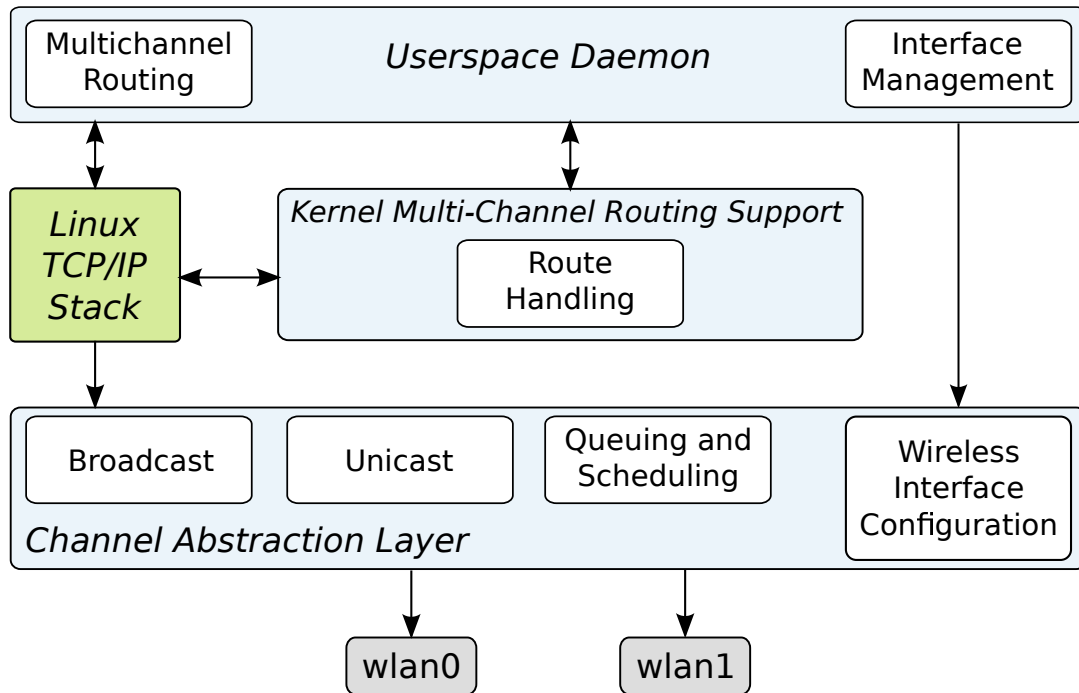 Multichannel
Routing
Userspace Daemon
Interface
Management
Linux
TCP/IP
Stack
Kernel Multi-Channel Routing Support
Route
Handling
Broadcast
Unicast
Queuing and
Scheduling
Wireless
Interface
Configuration
Channel Abstraction Layer
wlan0
wlan1